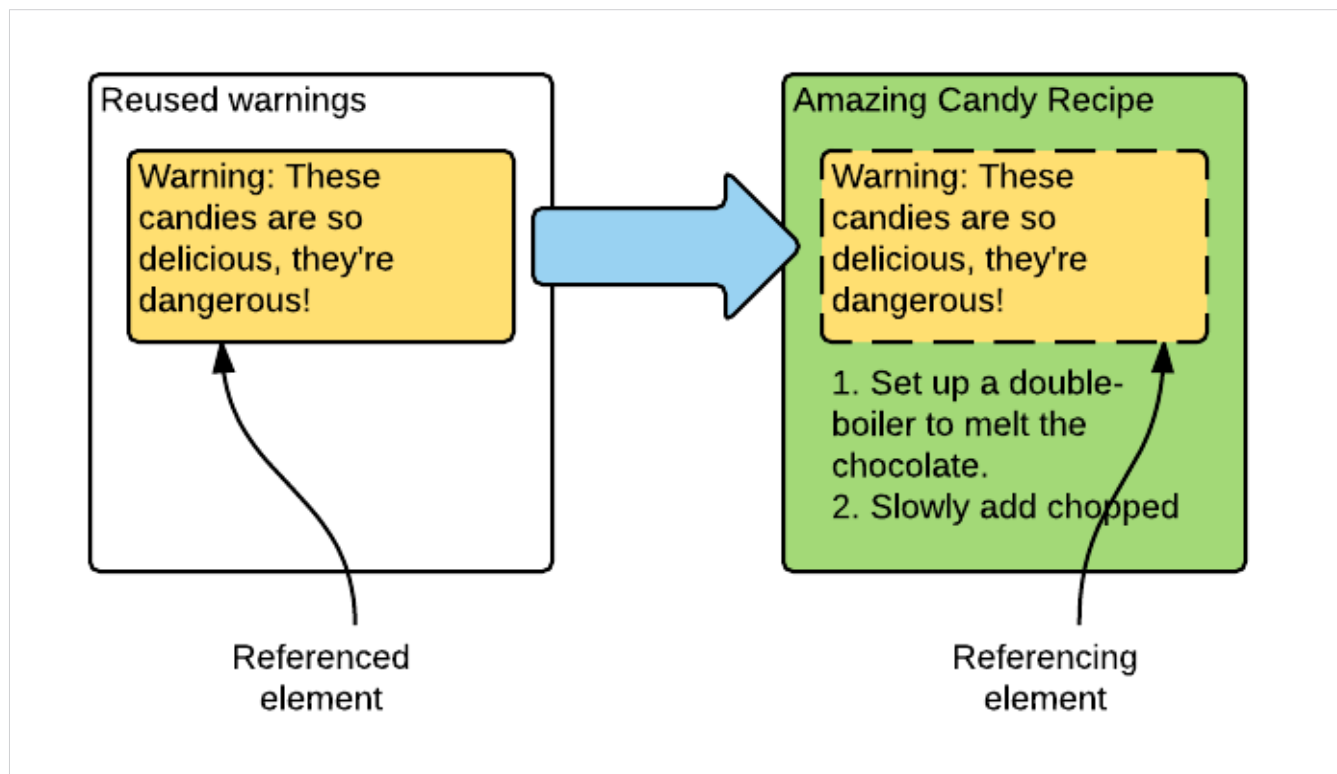 Reused warnings
Warning: These
candies are so
delicious, they're
dangerous!
Referenced
element
Amazing Candy Recipe
Warning: These
candies are so
delicious, they're
dangerous!
1. Set up a double-
boiler to melt the
chocolate.
2. Slowly add chopped
Referencing
element